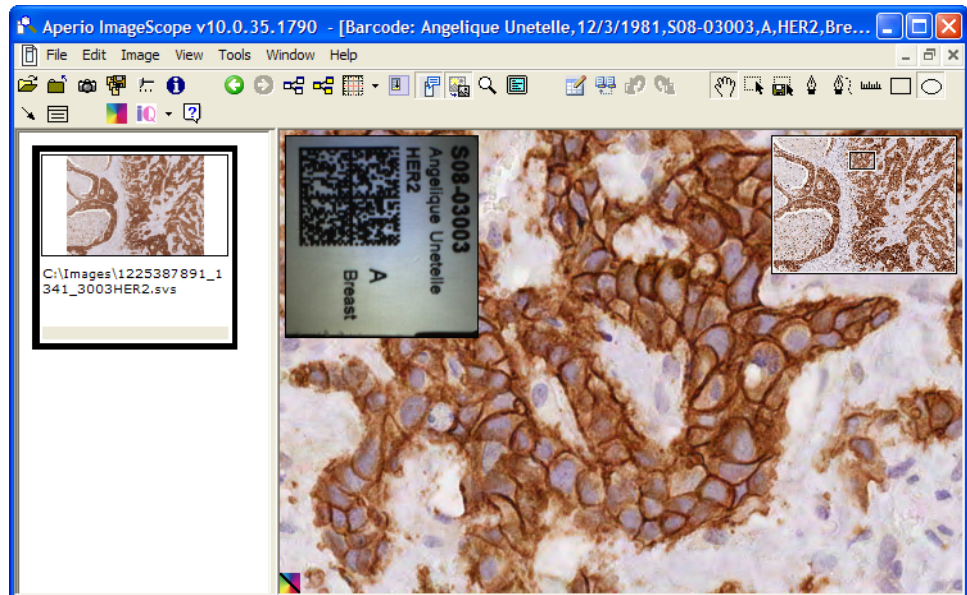 Aperio ImageScope v10.0.35.1790 - [Barcode: Angelique Unetelle,12/3/1981,S08-03003,A,HER2,Bre...
File Edit Image View Tools Window Help
iQ
C:\Images\1225387891_1
341_3003HER2.svs
S08-03003
Angelique Unetelle
HER2
A
Breast